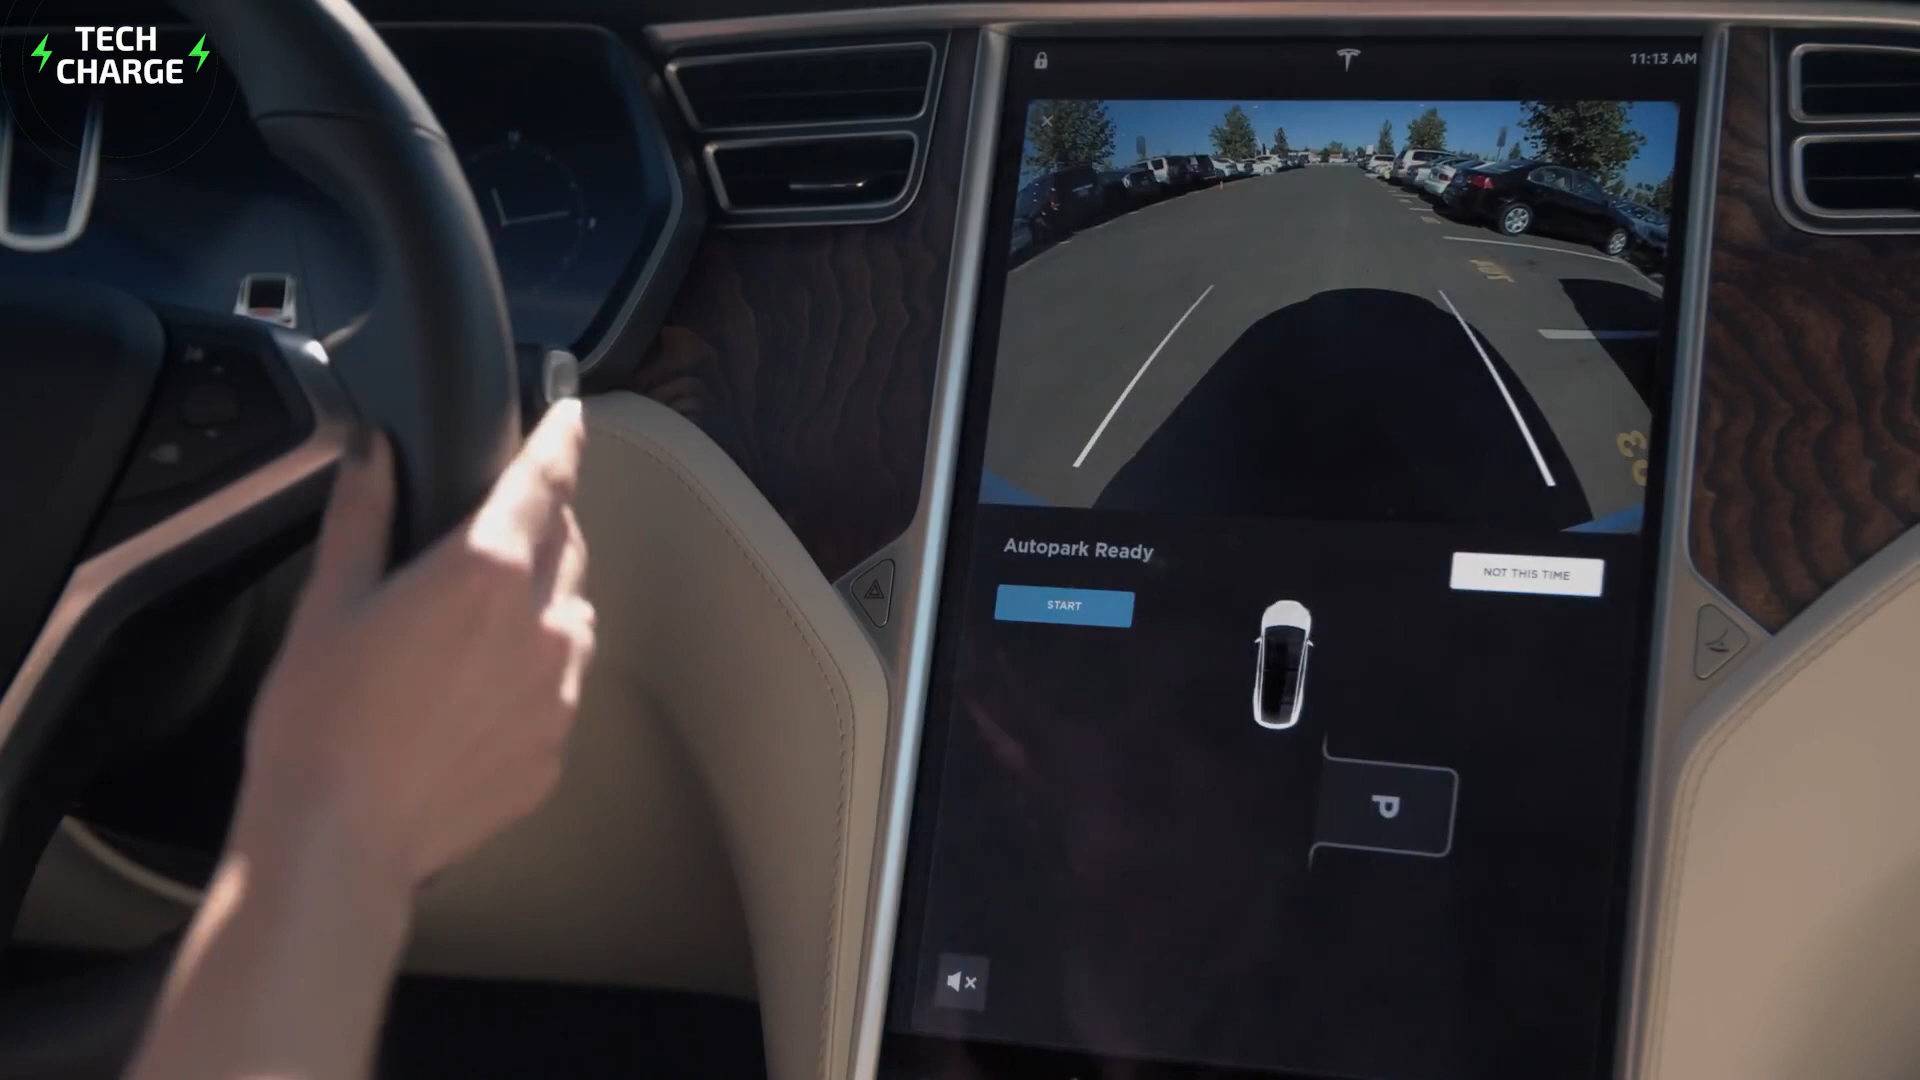 TECH
CHARGE
11:13 AM
Autopark Ready
START
NOT THIS TIME
P